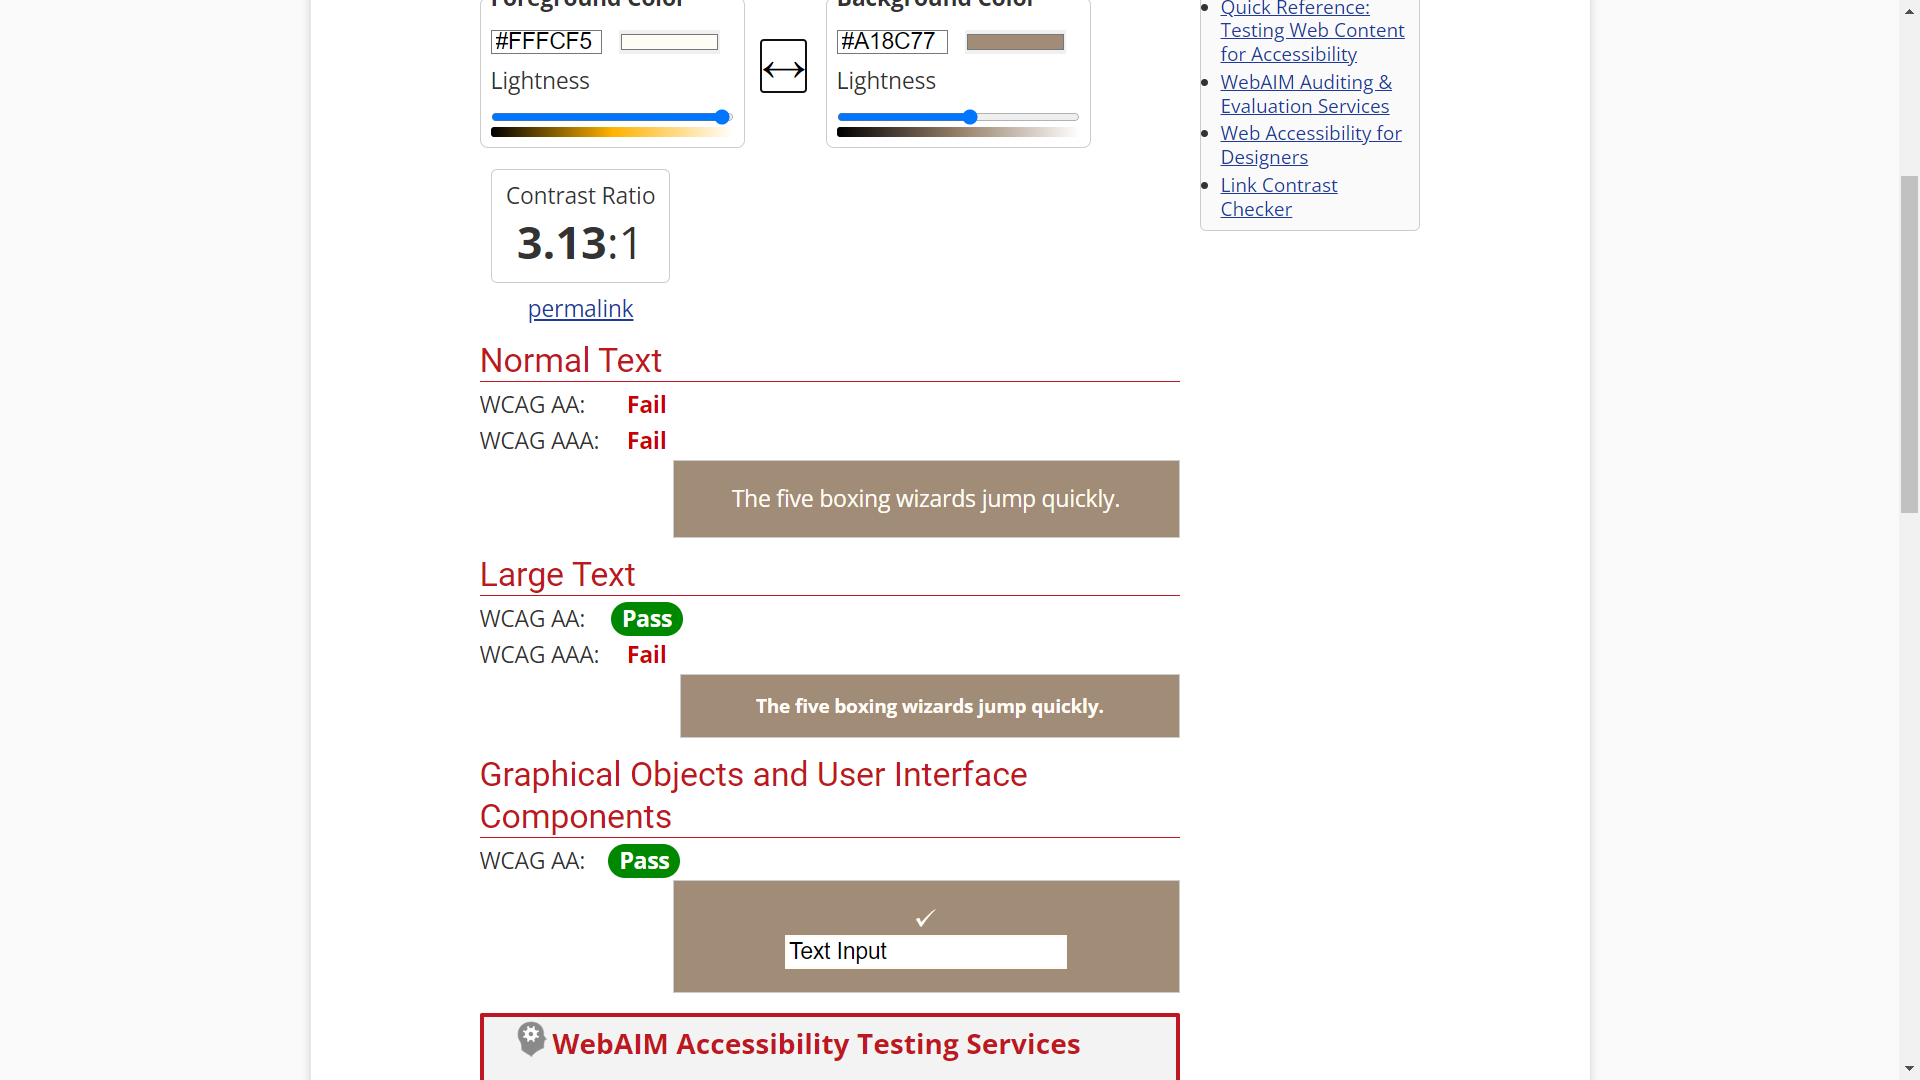 Foreground Color
#FFFCF5
Lightness
Background Color
#A18C77
Lightness
Contrast Ratio
3.13:1
permalink
Normal Text
WCAG AA: Fail
WCAG AAA: Fail
The five boxing wizards jump quickly.
Large Text
WCAG AA: Pass
WCAG AAA: Fail
The five boxing wizards jump quickly.
Graphical Objects and User Interface
Components
WCAG AA: Pass
✓
Text Input
WebAIM Accessibility Testing Services
Quick Reference:
Testing Web Content
for Accessibility
WebAIM Auditing &
Evaluation Services
Web Accessibility for
Designers
Link Contrast
Checker